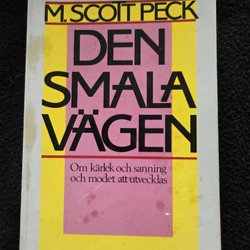 M. SCOTT PECK
DEN
SMALA
VÄGEN
Om kärlek och sanning
och modet att utvecklas